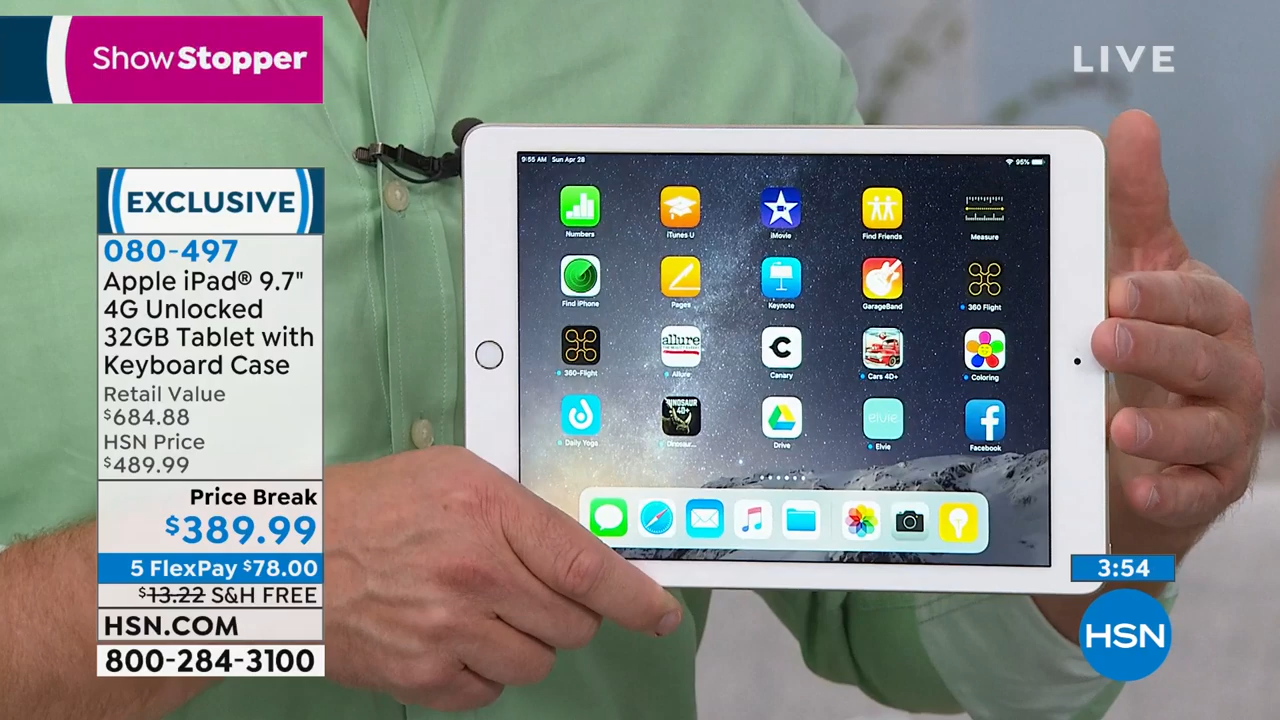 Show Stopper
LIVE
EXCLUSIVE
080-497
Apple iPad® 9.7"
4G Unlocked
32GB Tablet with
Keyboard Case
Retail Value
$684.88
HSN Price
$489.99
Price Break
$389.99
5 FlexPay $78.00
$13.22 S&H FREE
HSN.COM
800-284-3100
9:55 AM Sun Apr 28
95%
Numbers
iTunes U
iMovie
Find Friends
Measure
Find iPhone
Pages
Keynote
GarageBand
360 Flight
allure
360-Flight
Allure
Canary
Cars 4D+
Coloring
DINOSAUR
4D+
elvie
Daily Yoga
Drive
Elvie
Facebook
3:54
HSN